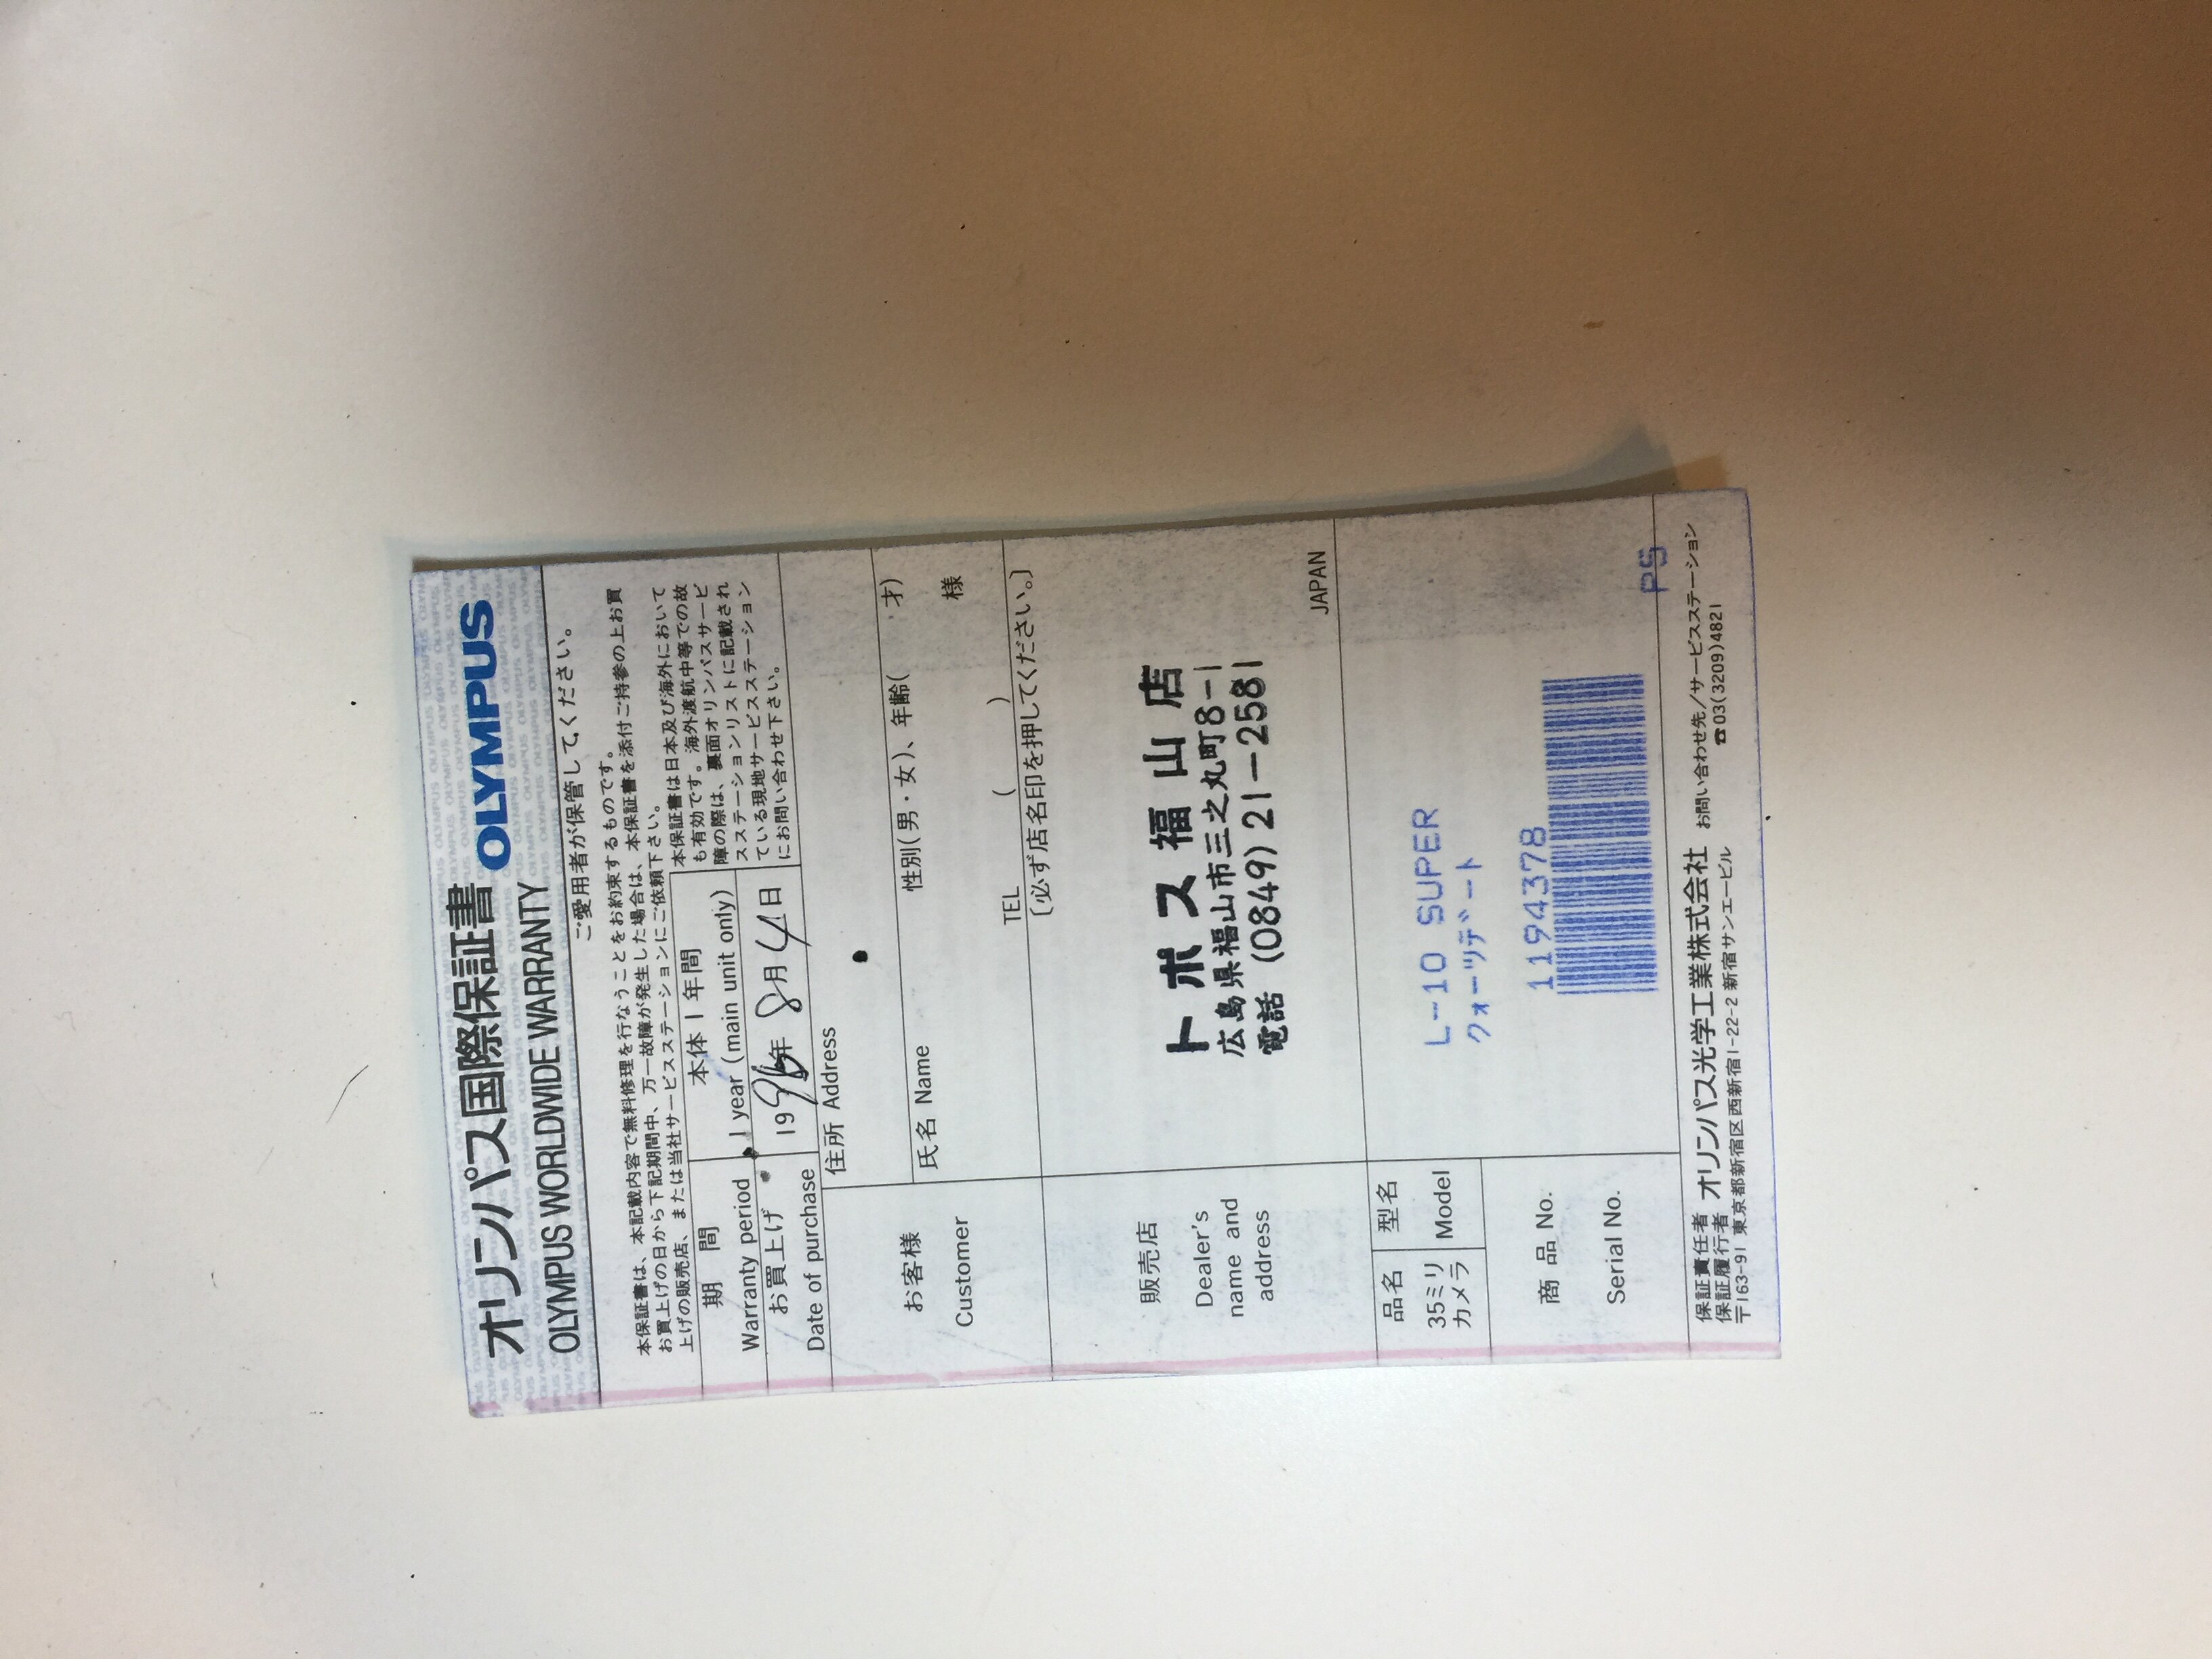 オリンパス国際保証書 OLYMPUS
OLYMPUS WORLDWIDE WARRANTY
ご愛用者が保管して、ください。
本保証書は、本記載内容で無料修理を行なうことをお約束するものです。
お買上げの日から下記期間中、万一故障が発生した場合は、本保証書を添付ご持参の上お買
上げの販売店、または当社サービスステーションにご依頼下さい。
期 間
Warranty period
本体1年間
1 year (main unit only)
お買上げ
Date of purchase
1996年 8月 4日
本保証書は日本及び海外において
も有効です。海外渡航中等での故
障の際は、裏面オリンパスサービ
スステーションリストに記載され
ている現地サービスステーション
にお問い合わせ下さい。
お客様
Customer
住所 Address
氏名 Name
性別(男・女)、年齢( 才)
様
TEL ( )
販売店
Dealer's
name and
address
〔必ず店名印を押してください。〕
トポス福山店
広島県福山市三之丸町8-1
電話 (0849) 21-2581
JAPAN
品名
35ミリ
カメラ
型名
Model
L-10 SUPER
クォーツデート
商 品 No.
Serial No.
1194378
PS
保証責任者
保証履行者
オリンパス光学工業株式会社
お問い合わせ先/サービスステーション
〒163-91 東京都新宿区西新宿1-22-2 新宿サンエービル ☎03(3209)4821